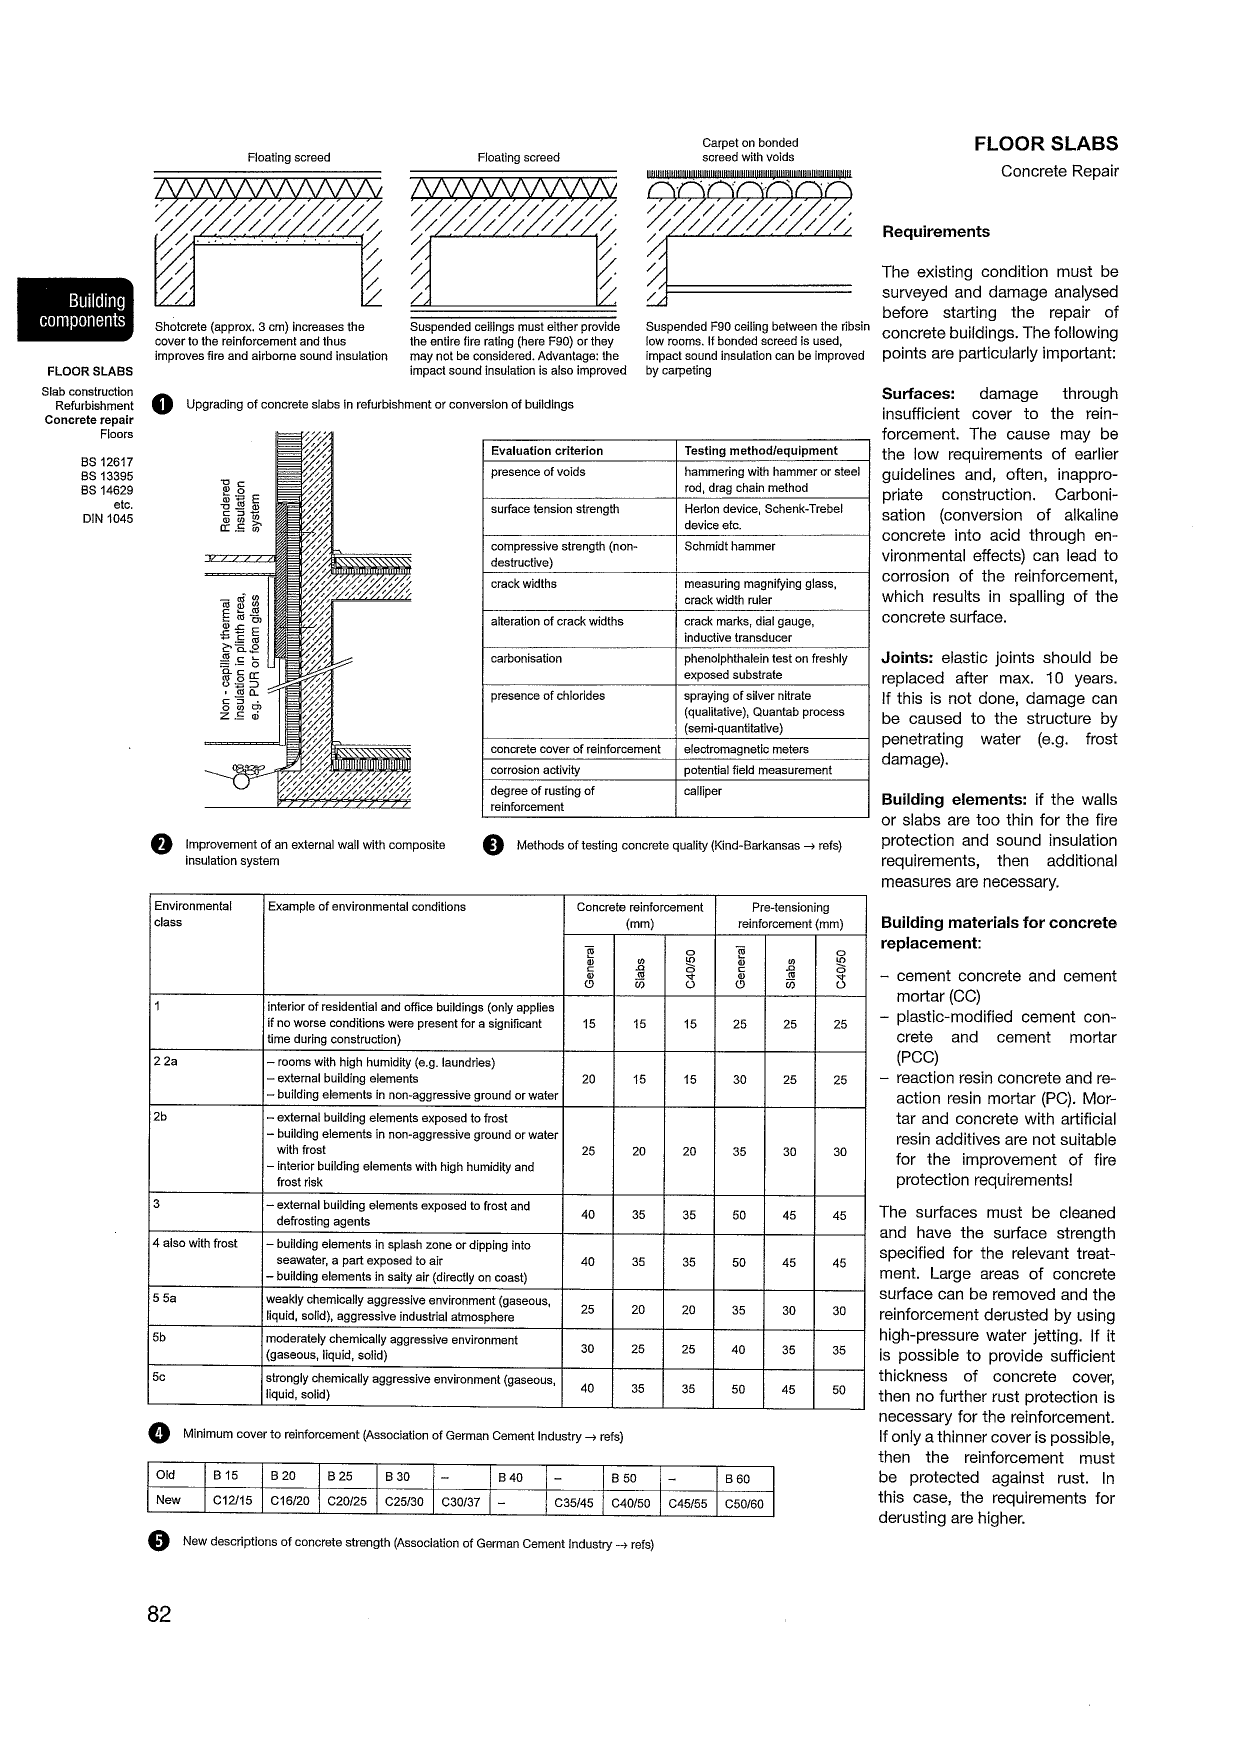 FLOOR SLABS
Concrete Repair
Building
components
FLOOR SLABS
Slab construction
Refurbishment
Concrete repair
Floors
BS 12617
BS 13395
BS 14629
etc.
DIN 1045
Floating screed
Shotcrete (approx. 3 cm) increases the
cover to the reinforcement and thus
improves fire and airborne sound insulation
Floating screed
Suspended ceilings must either provide
the entire fire rating (here F90) or they
may not be considered. Advantage: the
impact sound insulation is also improved
Carpet on bonded
screed with voids
Suspended F90 ceiling between the ribsin
low rooms. If bonded screed is used,
impact sound insulation can be improved
by carpeting
1 Upgrading of concrete slabs in refurbishment or conversion of buildings
Rendered
insulation
system
Non - capillary thermal
insulation in plinth area,
e.g. PUR or foam glass
2 Improvement of an external wall with composite
insulation system
Evaluation criterion Testing method/equipment
presence of voids hammering with hammer or steel
rod, drag chain method
surface tension strength Herlon device, Schenk-Trebel
device etc.
compressive strength (non- Schmidt hammer
destructive)
crack widths measuring magnifying glass,
crack width ruler
alteration of crack widths crack marks, dial gauge,
inductive transducer
carbonisation phenolphthalein test on freshly
exposed substrate
presence of chlorides spraying of silver nitrate
(qualitative), Quantab process
(semi-quantitative)
concrete cover of reinforcement electromagnetic meters
corrosion activity potential field measurement
degree of rusting of calliper
reinforcement
3 Methods of testing concrete quality (Kind-Barkansas → refs)
Environmental Example of environmental conditions Concrete reinforcement Pre-tensioning
class (mm) reinforcement (mm)
General Slabs C40/50 General Slabs C40/50
1 interior of residential and office buildings (only applies
if no worse conditions were present for a significant 15 15 15 25 25 25
time during construction)
2 2a – rooms with high humidity (e.g. laundries)
– external building elements 20 15 15 30 25 25
– building elements in non-aggressive ground or water
2b – external building elements exposed to frost
– building elements in non-aggressive ground or water
with frost 25 20 20 35 30 30
– interior building elements with high humidity and
frost risk
3 – external building elements exposed to frost and
defrosting agents 40 35 35 50 45 45
4 also with frost – building elements in splash zone or dipping into
seawater, a part exposed to air 40 35 35 50 45 45
– building elements in salty air (directly on coast)
5 5a weakly chemically aggressive environment (gaseous,
liquid, solid), aggressive industrial atmosphere 25 20 20 35 30 30
5b moderately chemically aggressive environment
(gaseous, liquid, solid) 30 25 25 40 35 35
5c strongly chemically aggressive environment (gaseous,
liquid, solid) 40 35 35 50 45 50
4 Minimum cover to reinforcement (Association of German Cement Industry → refs)
Old B 15 B 20 B 25 B 30 – B 40 – B 50 – B 60
New C12/15 C16/20 C20/25 C25/30 C30/37 – C35/45 C40/50 C45/55 C50/60
5 New descriptions of concrete strength (Association of German Cement Industry → refs)
Requirements
The existing condition must be
surveyed and damage analysed
before starting the repair of
concrete buildings. The following
points are particularly important:
Surfaces: damage through
insufficient cover to the rein-
forcement. The cause may be
the low requirements of earlier
guidelines and, often, inappro-
priate construction. Carboni-
sation (conversion of alkaline
concrete into acid through en-
vironmental effects) can lead to
corrosion of the reinforcement,
which results in spalling of the
concrete surface.
Joints: elastic joints should be
replaced after max. 10 years.
If this is not done, damage can
be caused to the structure by
penetrating water (e.g. frost
damage).
Building elements: if the walls
or slabs are too thin for the fire
protection and sound insulation
requirements, then additional
measures are necessary.
Building materials for concrete
replacement:
– cement concrete and cement
mortar (CC)
– plastic-modified cement con-
crete and cement mortar
(PCC)
– reaction resin concrete and re-
action resin mortar (PC). Mor-
tar and concrete with artificial
resin additives are not suitable
for the improvement of fire
protection requirements!
The surfaces must be cleaned
and have the surface strength
specified for the relevant treat-
ment. Large areas of concrete
surface can be removed and the
reinforcement derusted by using
high-pressure water jetting. If it
is possible to provide sufficient
thickness of concrete cover,
then no further rust protection is
necessary for the reinforcement.
If only a thinner cover is possible,
then the reinforcement must
be protected against rust. In
this case, the requirements for
derusting are higher.
82